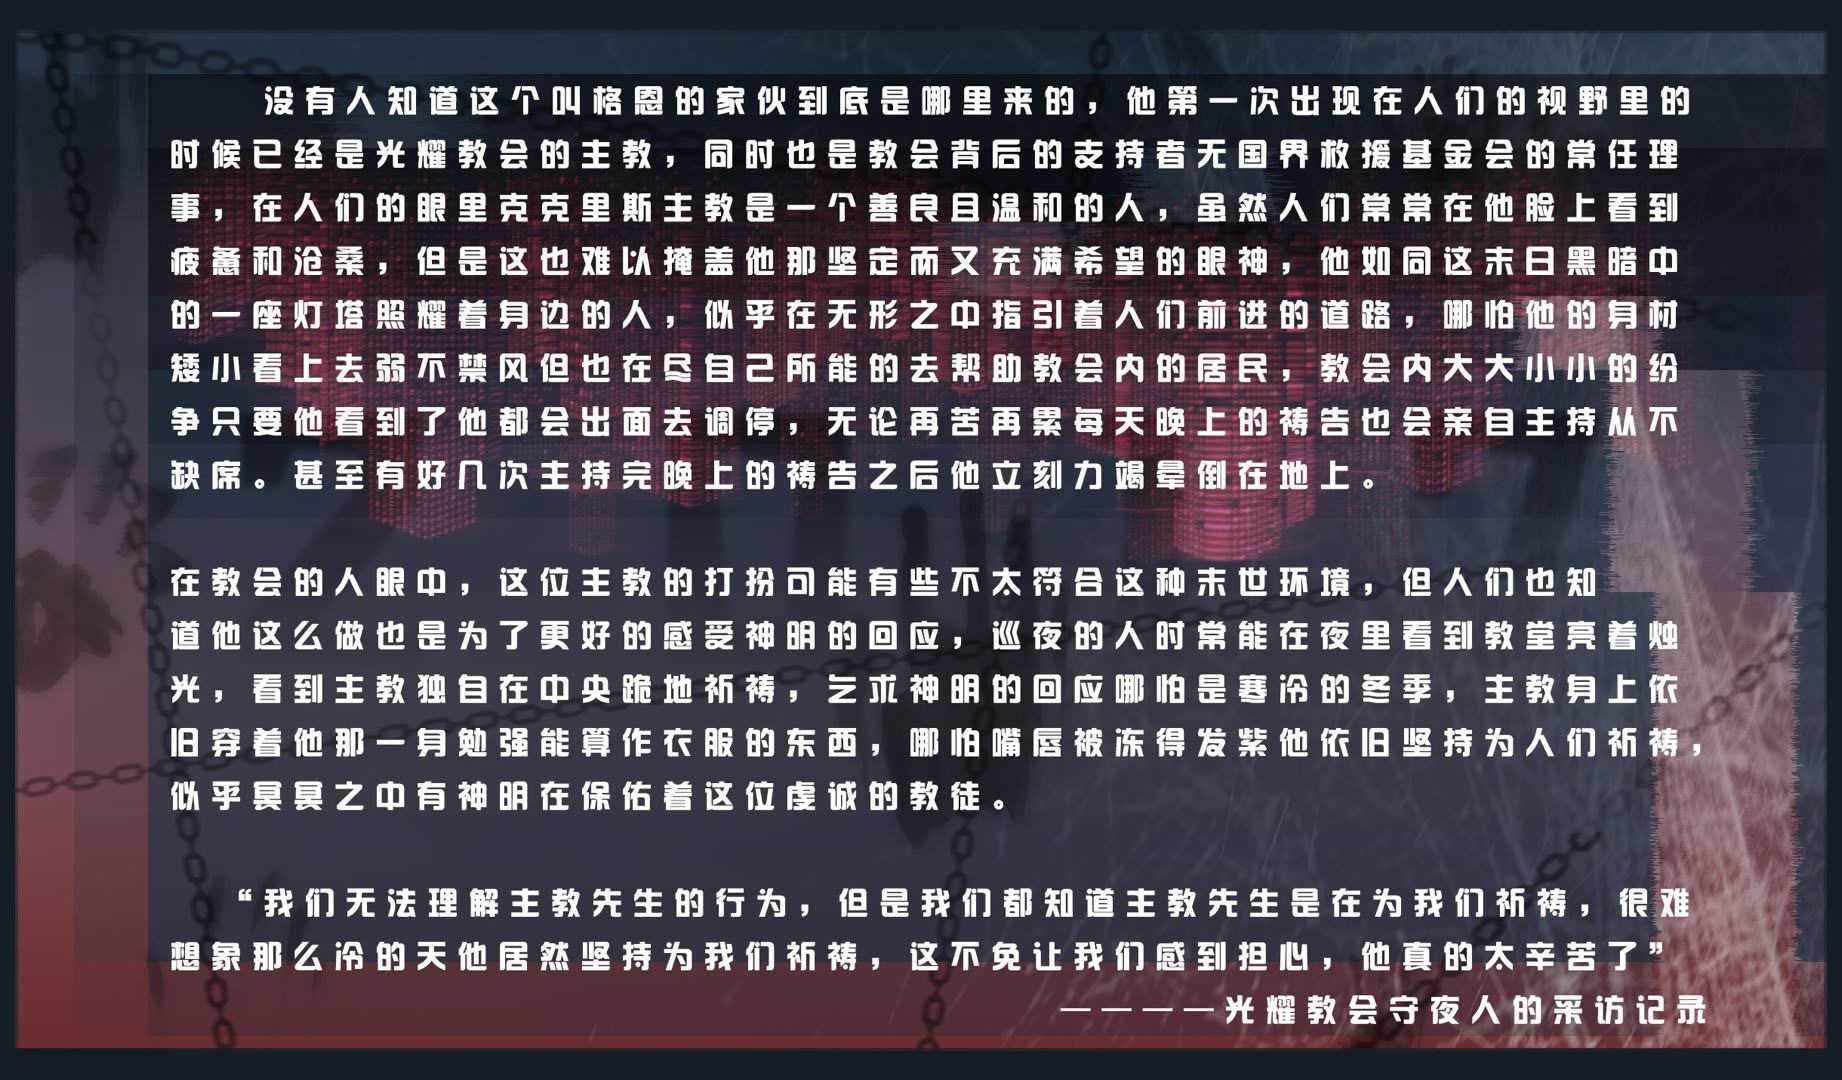 没有人知道这个叫格恩的家伙到底是哪里来的，他第一次出现在人们的视野里的
时候已经是光耀教会的主教，同时也是教会背后的支持者无国界救援基金会的常任理
事，在人们的眼里克克里斯主教是一个善良且温和的人，虽然人们常常在他脸上看到
疲惫和沧桑，但是这也难以掩盖他那坚定而又充满希望的眼神，他如同这末日黑暗中
的一座灯塔照耀着身边的人，似乎在无形之中指引着人们前进的道路，哪怕他的身材
矮小看上去弱不禁风但也在尽自己所能的去帮助教会内的居民，教会内大大小小的纷
争只要他看到了他都会出面去调停，无论再苦再累每天晚上的祷告也会亲自主持从不
缺席。甚至有好几次主持完晚上的祷告之后他立刻力竭晕倒在地上。
在教会的人眼中，这位主教的打扮可能有些不太符合这种末世环境，但人们也知
道他这么做也是为了更好的感受神明的回应，巡夜的人时常能在夜里看到教堂亮着烛
光，看到主教独自在中央跪地祈祷，乞求神明的回应哪怕是寒冷的冬季，主教身上依
旧穿着他那一身勉强能算作衣服的东西，哪怕嘴唇被冻得发紫他依旧坚持为人们祈祷，
似乎冥冥之中有神明在保佑着这位虔诚的教徒。
“我们无法理解主教先生的行为，但是我们都知道主教先生是在为我们祈祷，很难
想象那么冷的天他居然坚持为我们祈祷，这不免让我们感到担心，他真的太辛苦了”
————光耀教会守夜人的采访记录